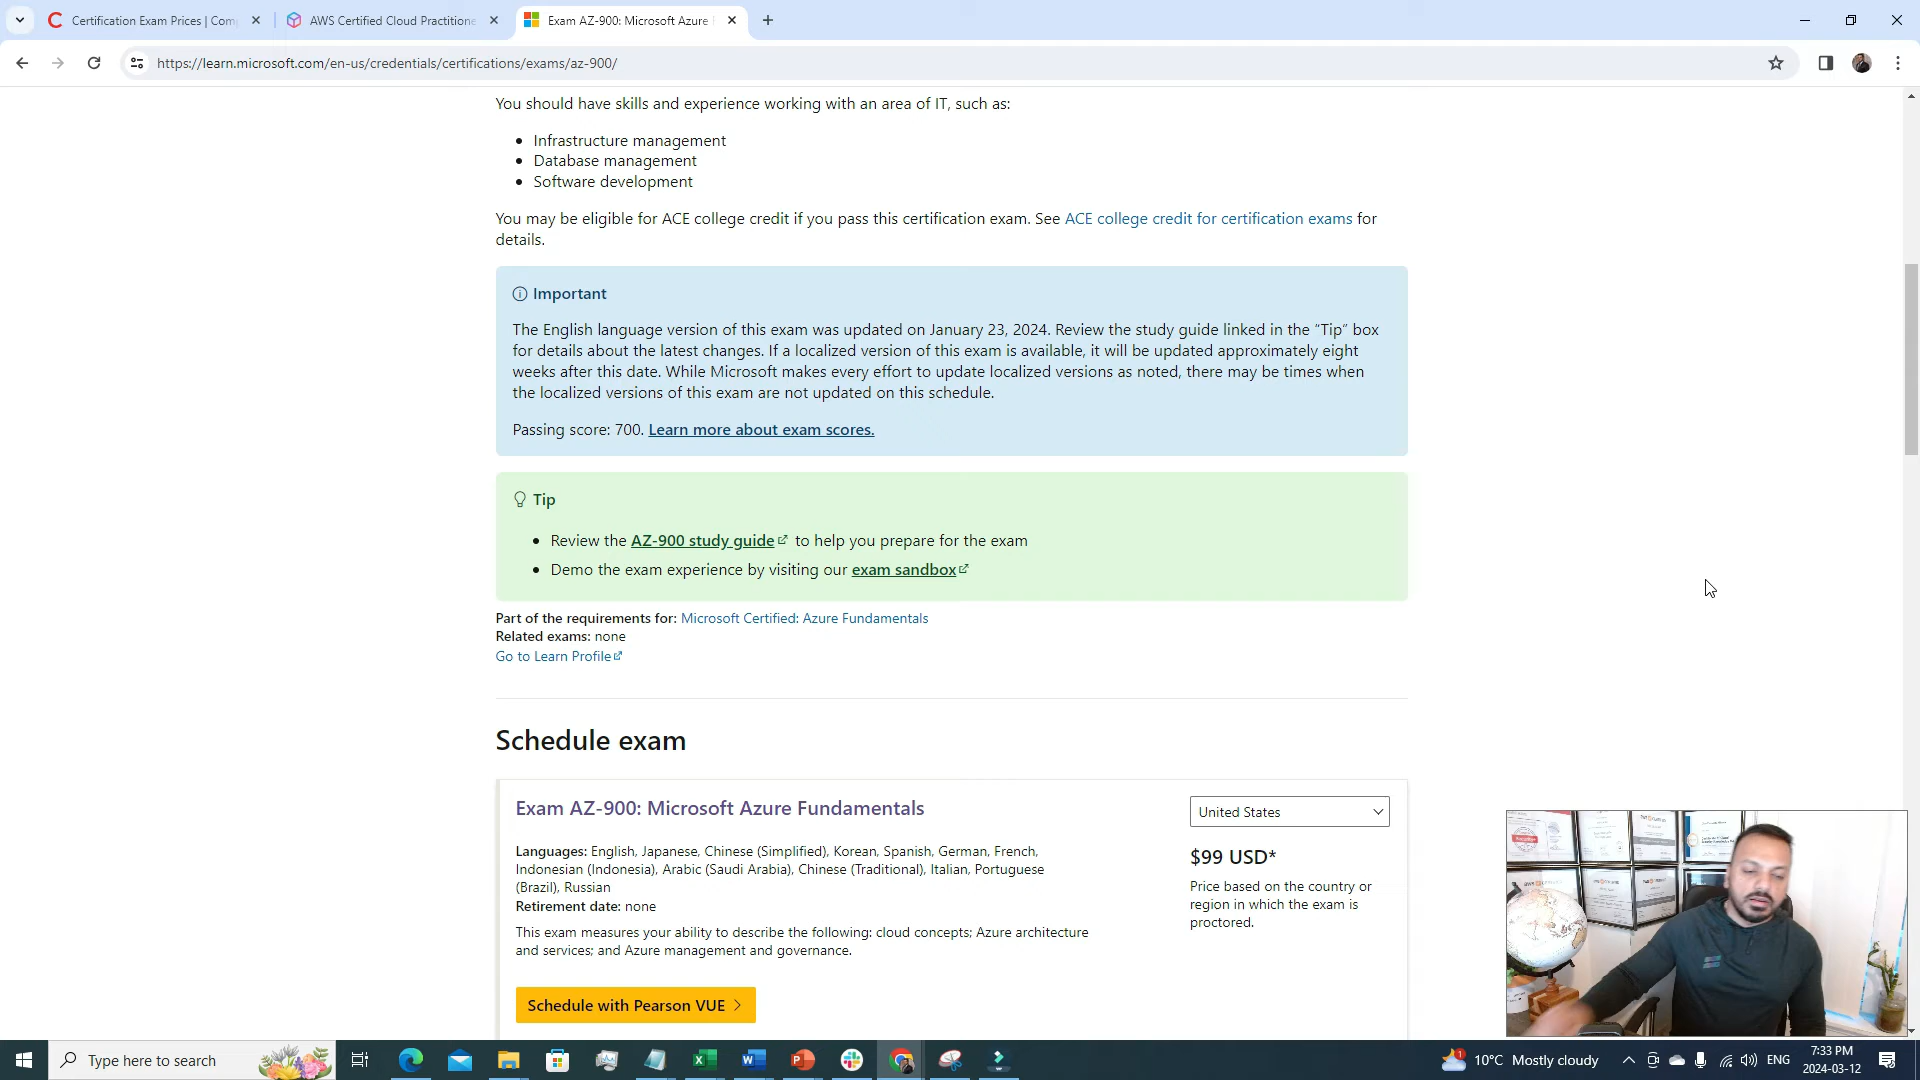 Certification Exam Prices | Com
AWS Certified Cloud Practitione
Exam AZ-900: Microsoft Azure
https://learn.microsoft.com/en-us/credentials/certifications/exams/az-900/
You should have skills and experience working with an area of IT, such as:
• Infrastructure management
• Database management
• Software development
You may be eligible for ACE college credit if you pass this certification exam. See ACE college credit for certification exams for
details.
Important
The English language version of this exam was updated on January 23, 2024. Review the study guide linked in the “Tip” box
for details about the latest changes. If a localized version of this exam is available, it will be updated approximately eight
weeks after this date. While Microsoft makes every effort to update localized versions as noted, there may be times when
the localized versions of this exam are not updated on this schedule.
Passing score: 700. Learn more about exam scores.
Tip
• Review the AZ-900 study guide to help you prepare for the exam
• Demo the exam experience by visiting our exam sandbox
Part of the requirements for: Microsoft Certified: Azure Fundamentals
Related exams: none
Go to Learn Profile
Schedule exam
Exam AZ-900: Microsoft Azure Fundamentals
United States
Languages: English, Japanese, Chinese (Simplified), Korean, Spanish, German, French,
Indonesian (Indonesia), Arabic (Saudi Arabia), Chinese (Traditional), Italian, Portuguese
(Brazil), Russian
Retirement date: none
This exam measures your ability to describe the following: cloud concepts; Azure architecture
and services; and Azure management and governance.
$99 USD*
Price based on the country or
region in which the exam is
proctored.
Schedule with Pearson VUE
Type here to search
1
10°C Mostly cloudy
ENG
7:33 PM
2024-03-12